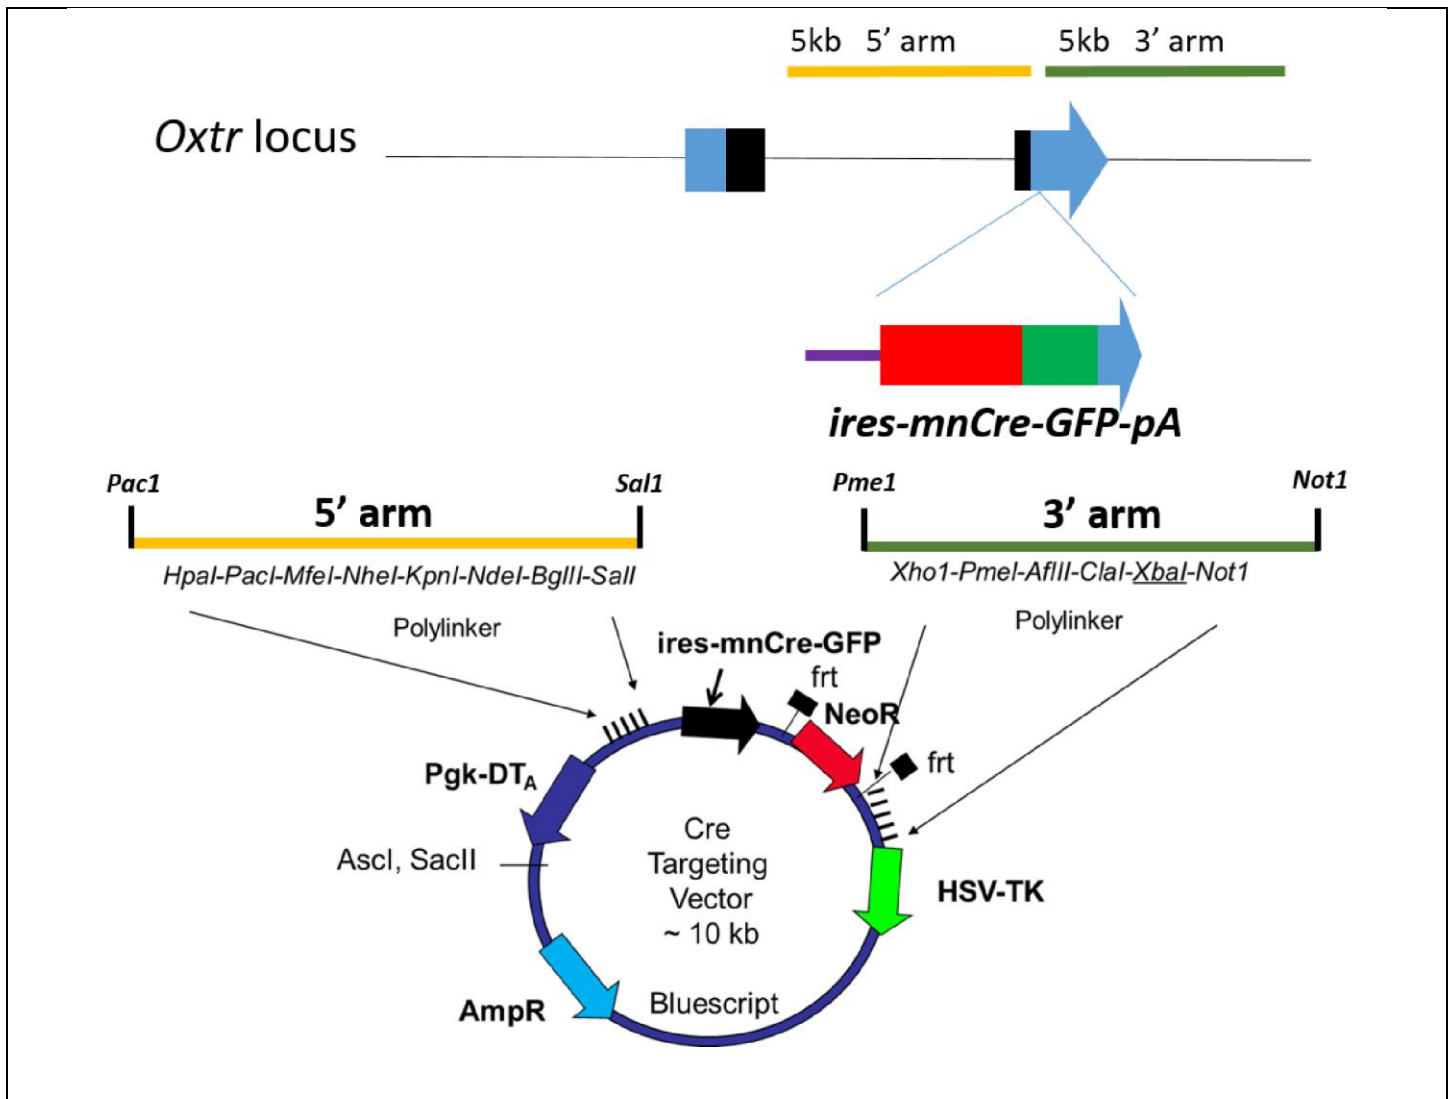 5kb 5’ arm
5kb 3’ arm
Oxtr locus
ires-mnCre-GFP-pA
Pac1
Sal1
5’ arm
HpaI-PacI-MfeI-NheI-KpnI-NdeI-BglII-SalI
Polylinker
Pme1
Not1
3’ arm
Xho1-PmeI-AflII-ClaI-XbaI-Not1
Polylinker
ires-mnCre-GFP
frt
NeoR
frt
Pgk-DTA
AscI, SacII
Cre
Targeting
Vector
~ 10 kb
HSV-TK
AmpR
Bluescript